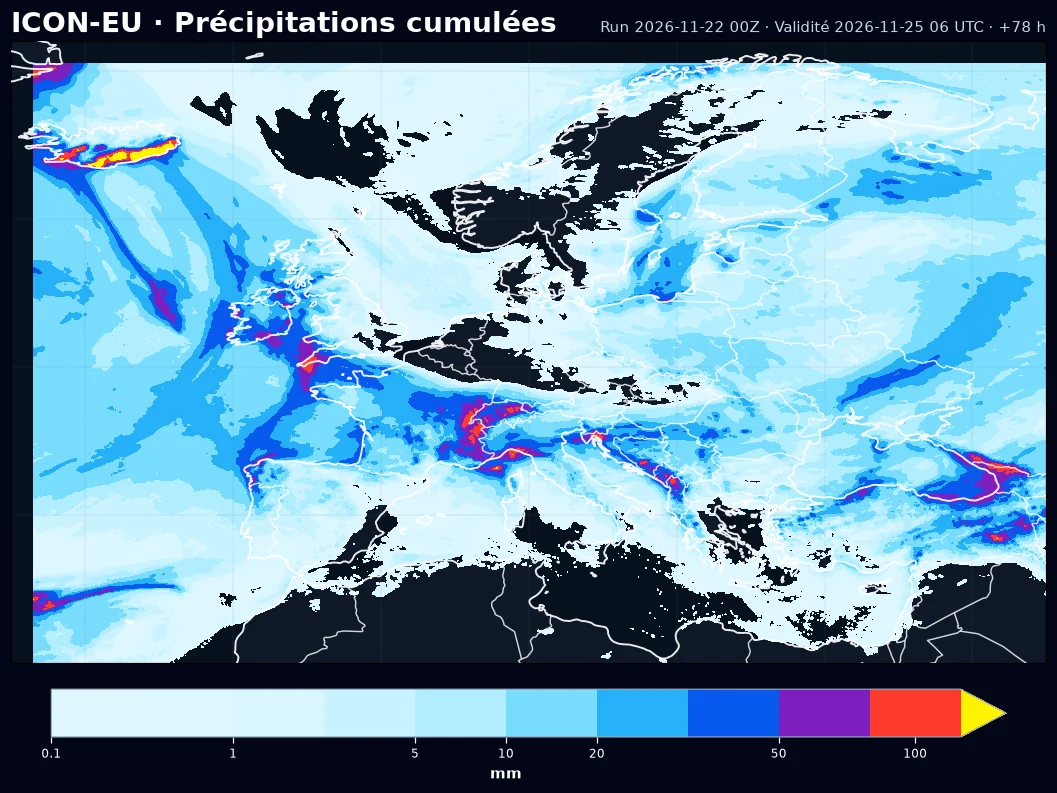 ICON-EU · Précipitations cumulées
Run 2026-11-22 00Z · Validité 2026-11-25 06 UTC · +78 h
0.1 1 5 10 20 50 100
mm